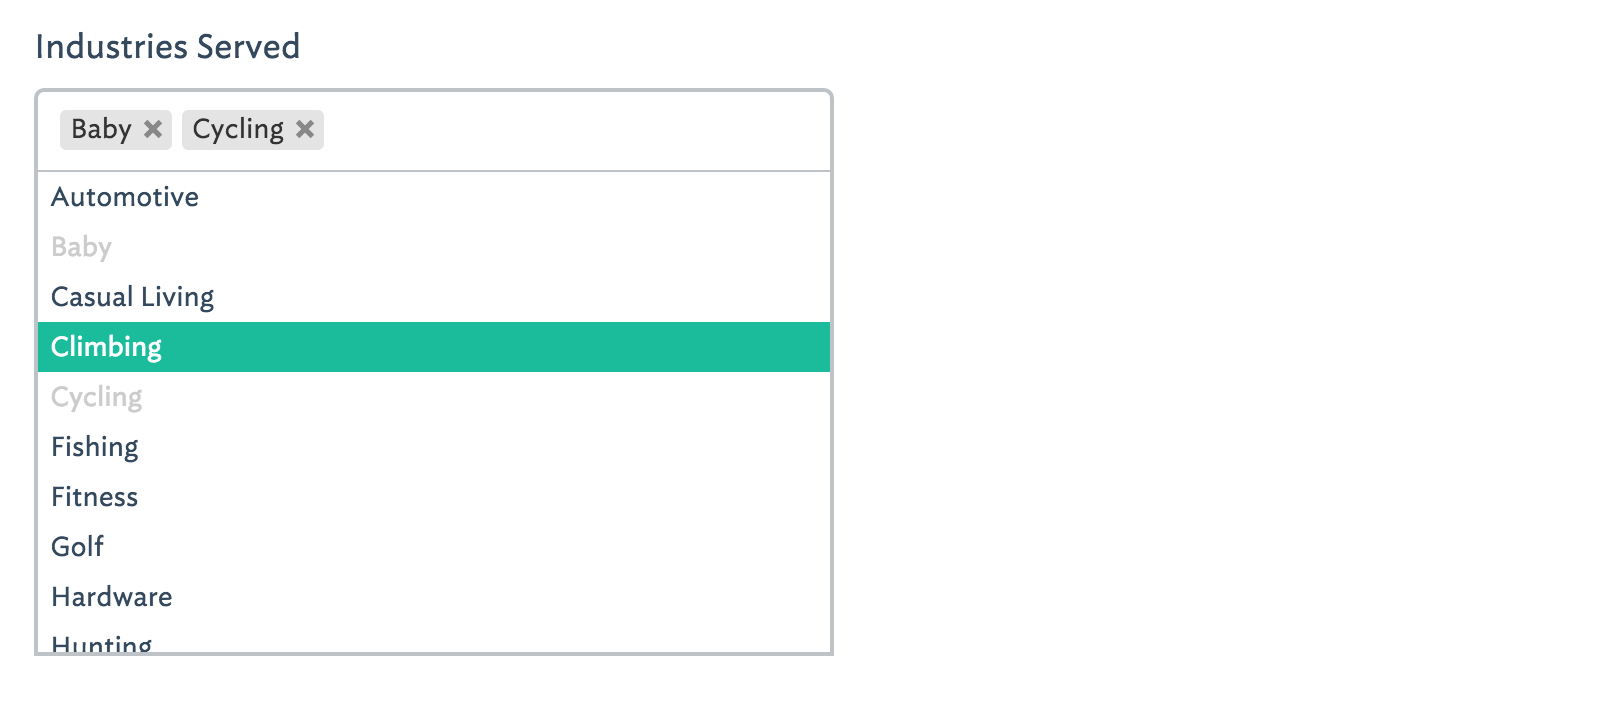 Industries Served
Baby ✖ Cycling ✖
Automotive
Baby
Casual Living
Climbing
Cycling
Fishing
Fitness
Golf
Hardware
Hunting